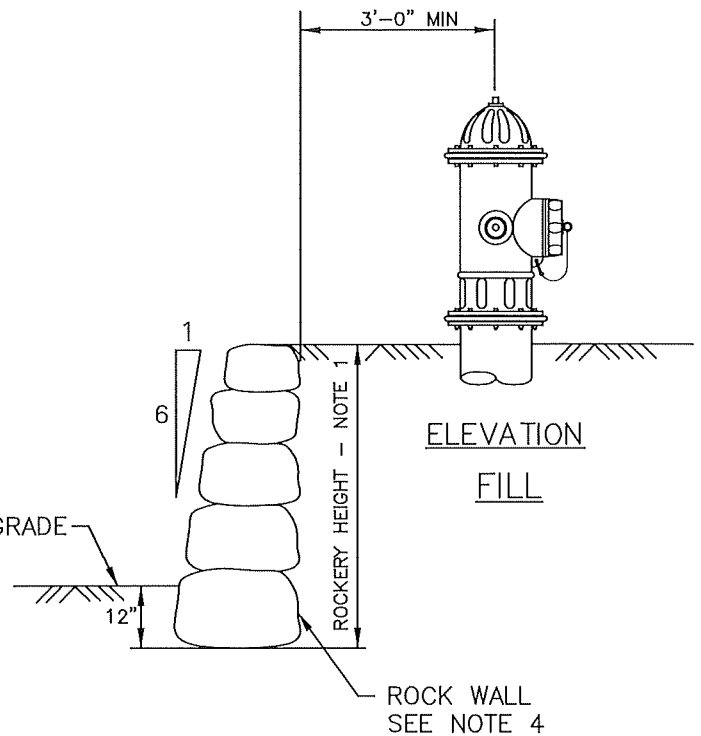 3'-0" MIN
1
6
ROCKERY HEIGHT - NOTE 1
ELEVATION
FILL
GRADE
12"
ROCK WALL
SEE NOTE 4